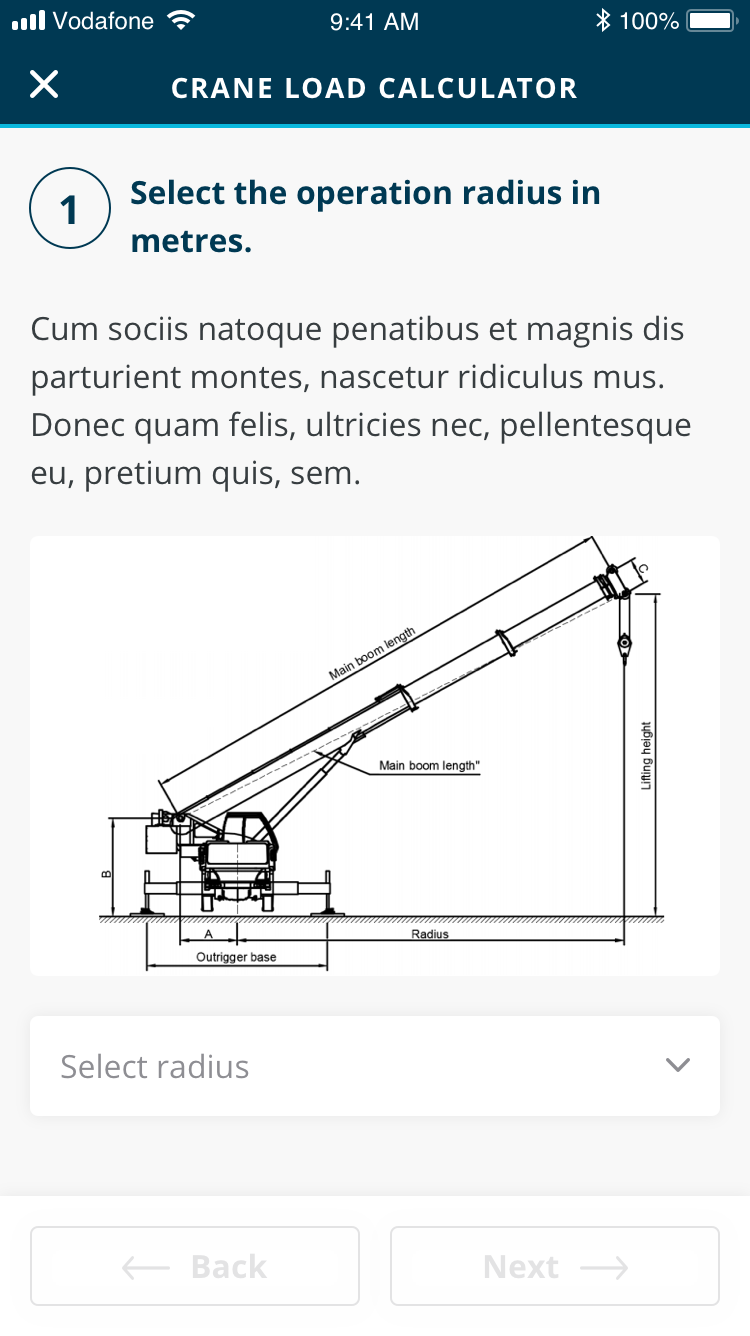 Vodafone 9:41 AM 100%
CRANE LOAD CALCULATOR
1
Select the operation radius in
metres.
Cum sociis natoque penatibus et magnis dis
parturient montes, nascetur ridiculus mus.
Donec quam felis, ultricies nec, pellentesque
eu, pretium quis, sem.
C
Main boom length
Main boom length"
Lifting height
B
A
Radius
Outrigger base
Select radius
Back
Next